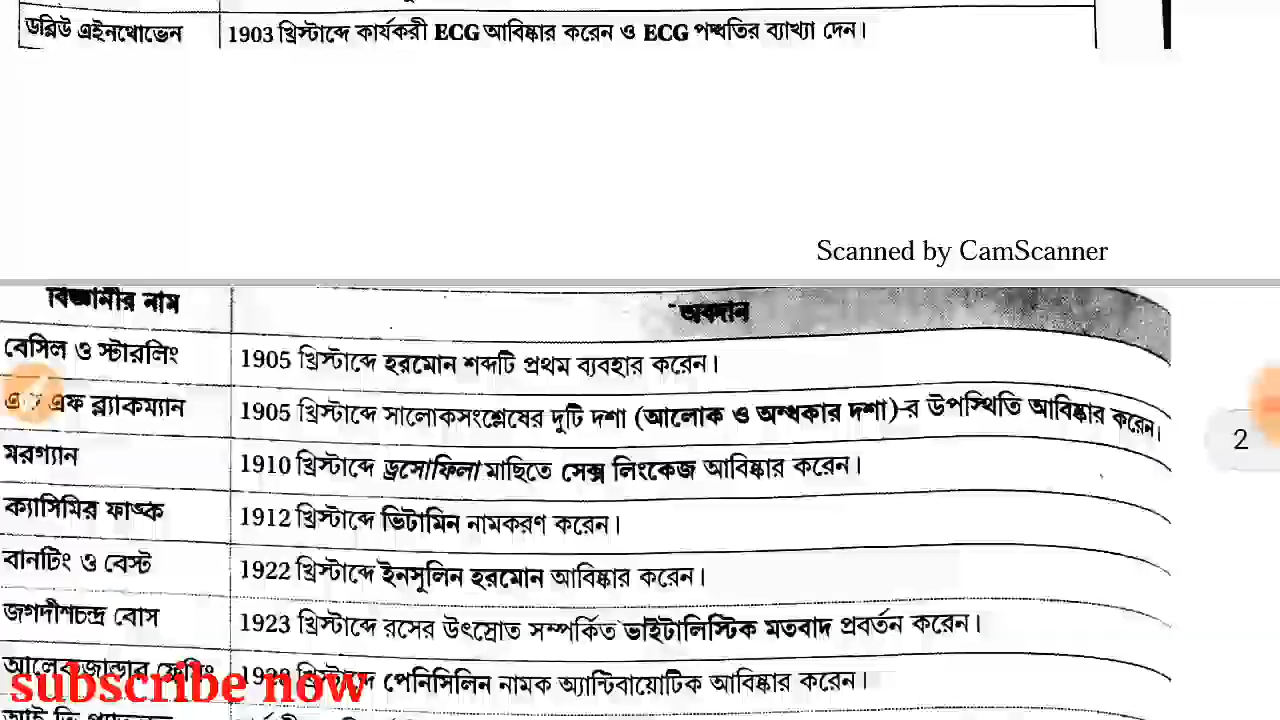 ডব্লিউ এইনথোভেন 1903 খ্রিস্টাব্দে কার্যকরী ECG আবিষ্কার করেন ও ECG পদ্ধতির ব্যাখ্যা দেন।
Scanned by CamScanner
বিজ্ঞানীর নাম অবদান
বেসিল ও স্টারলিং 1905 খ্রিস্টাব্দে হরমোন শব্দটি প্রথম ব্যবহার করেন।
এফ ব্ল্যাকম্যান 1905 খ্রিস্টাব্দে সালোকসংশ্লেষের দুটি দশা (আলোক ও অন্ধকার দশা)-র উপস্থিতি আবিষ্কার করেন।
2
মরগ্যান 1910 খ্রিস্টাব্দে ড্রসোফিলা মাছিতে সেক্স লিংকেজ আবিষ্কার করেন।
ক্যাসিমির ফাঙ্ক 1912 খ্রিস্টাব্দে ভিটামিন নামকরণ করেন।
বানটিং ও বেস্ট 1922 খ্রিস্টাব্দে ইনসুলিন হরমোন আবিষ্কার করেন।
জগদীশচন্দ্র বোস 1923 খ্রিস্টাব্দে রসের উৎস্রোত সম্পর্কিত ভাইটালিস্টিক মতবাদ প্রবর্তন করেন।
পেনিসিলিন নামক অ্যান্টিবায়োটিক আবিষ্কার করেন।
subscribe now